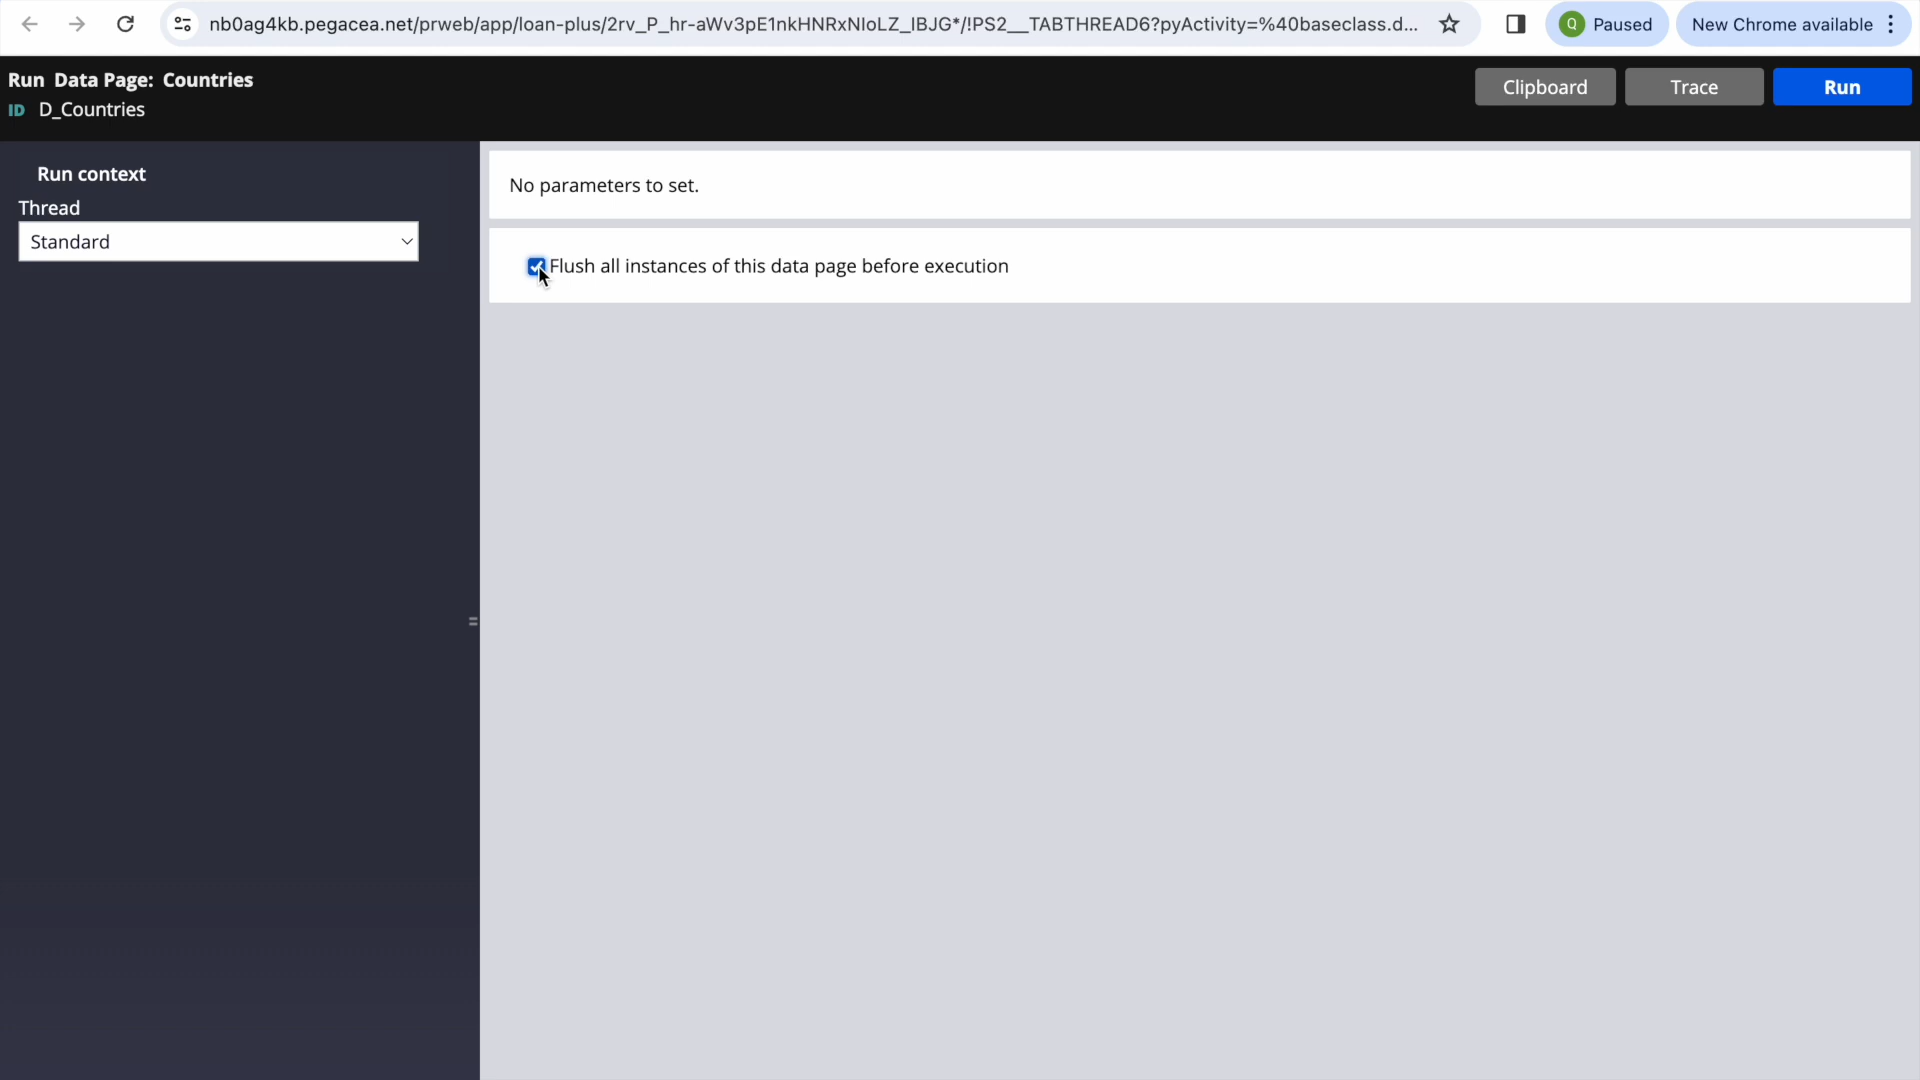 nb0ag4kb.pegacea.net/prweb/app/loan-plus/2rv_P_hr-aWv3pE1nkHNRxNIoLZ_IBJG*/!PS2__TABTHREAD6?pyActivity=%40baseclass.d...
Q Paused
New Chrome available
Run Data Page: Countries
ID D_Countries
Clipboard
Trace
Run
Run context
Thread
Standard
No parameters to set.
Flush all instances of this data page before execution